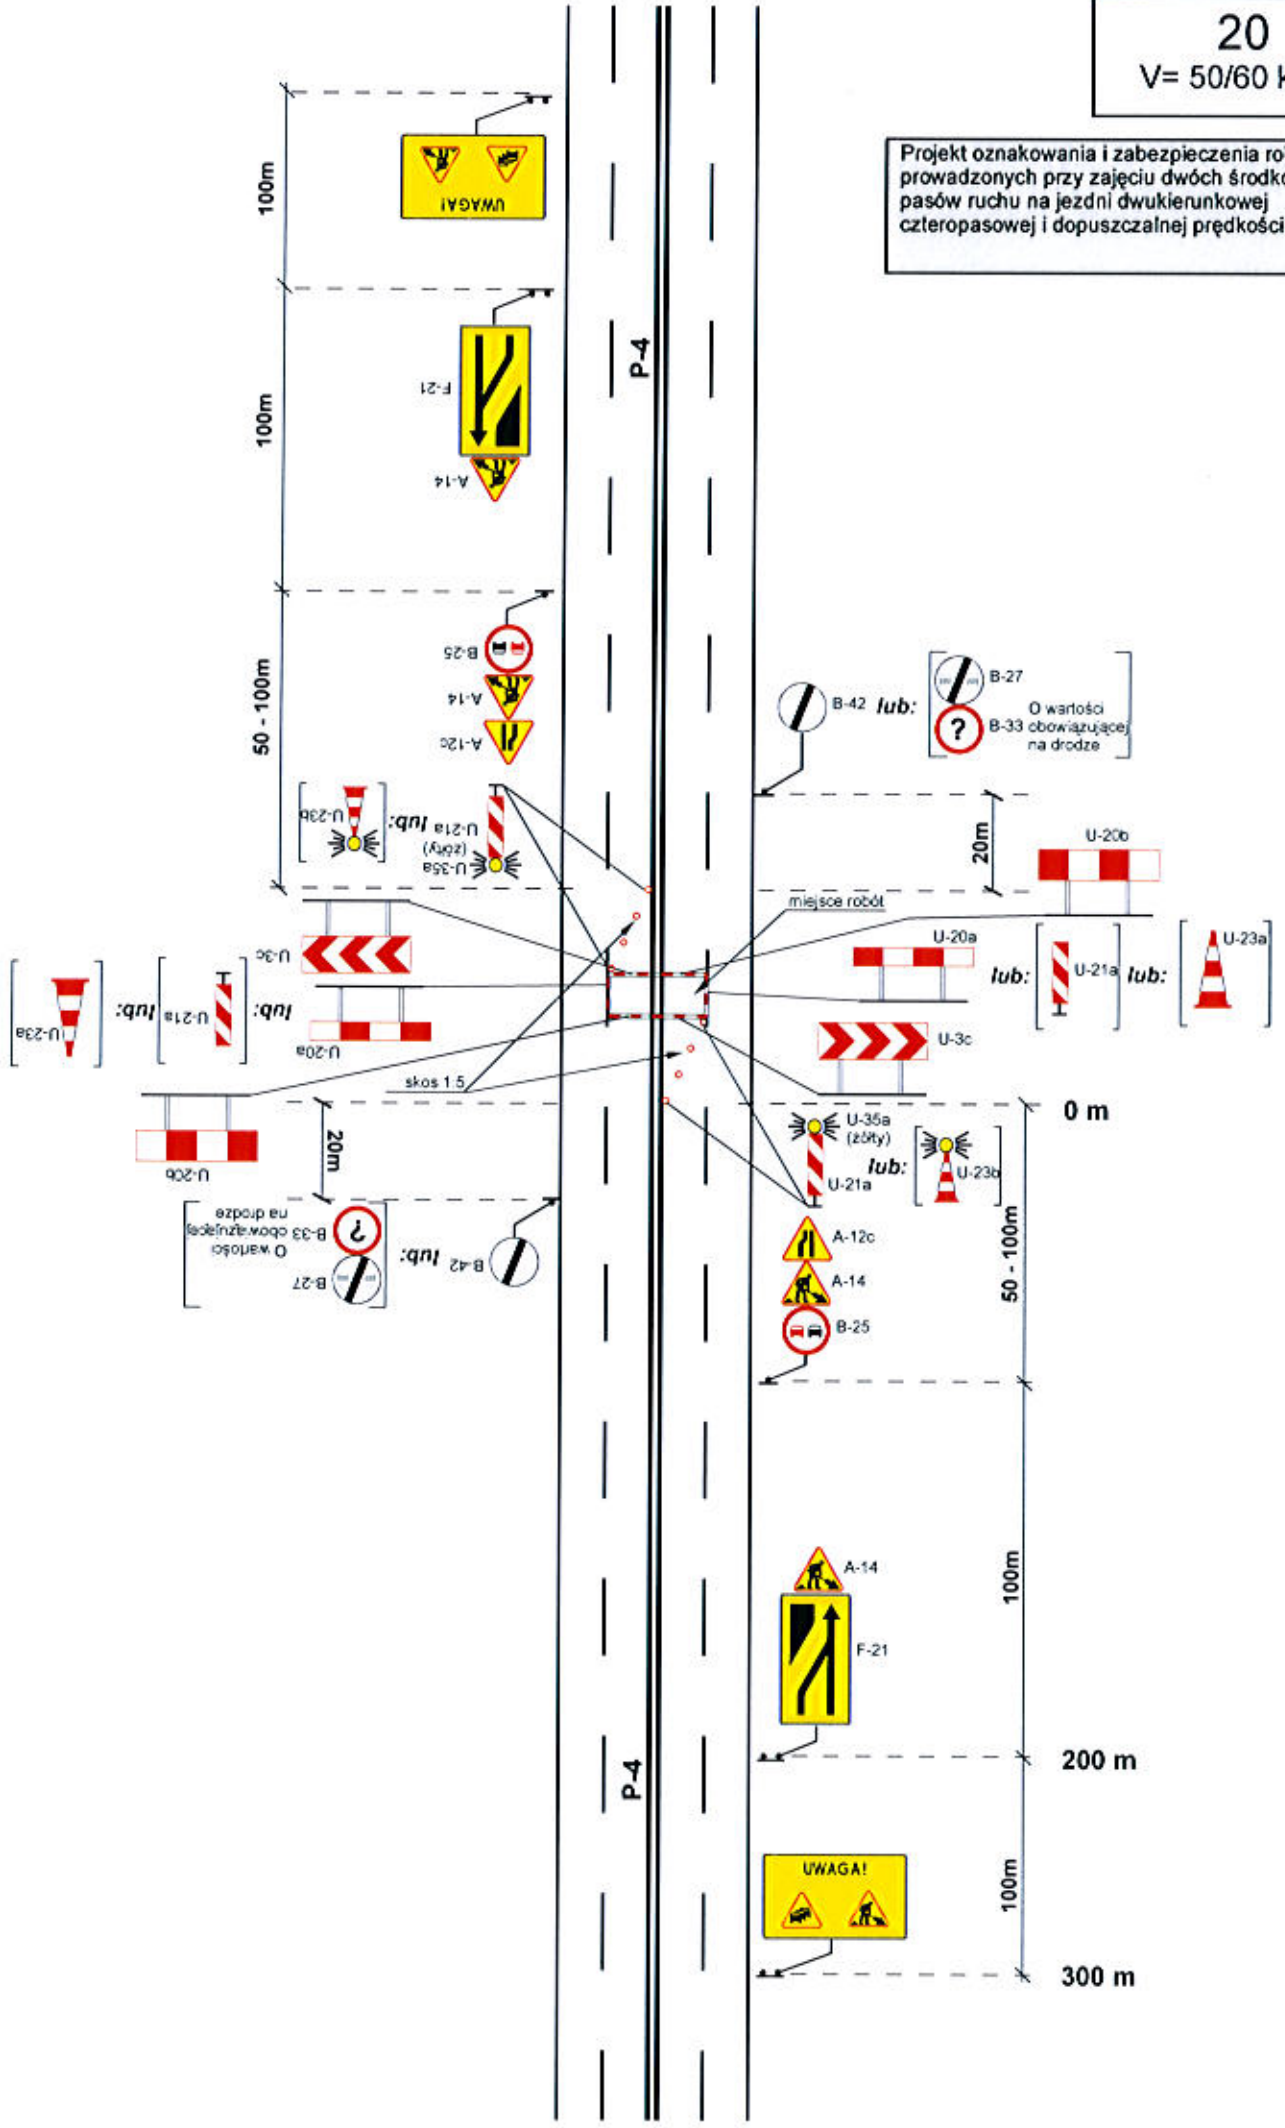 20
V= 50/60 k
Projekt oznakowania i zabezpieczenia ro
prowadzonych przy zajęciu dwóch środk
pasów ruchu na jezdni dwukierunkowej
czteropasowej i dopuszczalnej prędkości
100m
UWAGA!
P-4
100m
F-21
A-14
50 - 100m
B-25
A-14
A-12c
B-42 lub:
B-27
B-33
O wartości
obowiązującej
na drodze
U-23b
lub:
U-21a
(żółty)
U-35a
20m
U-20b
miejsce robót
U-3c
U-20a
lub:
U-21a
lub:
U-23a
U-23a
lub:
U-21a
lub:
U-20a
U-3c
skos 1:5
0 m
U-20b
20m
U-35a
(żółty)
U-21a
lub:
U-23b
O wartości
obowiązującej
na drodze
B-33
B-27
lub:
B-42
A-12c
A-14
B-25
50 - 100m
A-14
F-21
100m
200 m
P-4
UWAGA!
100m
300 m